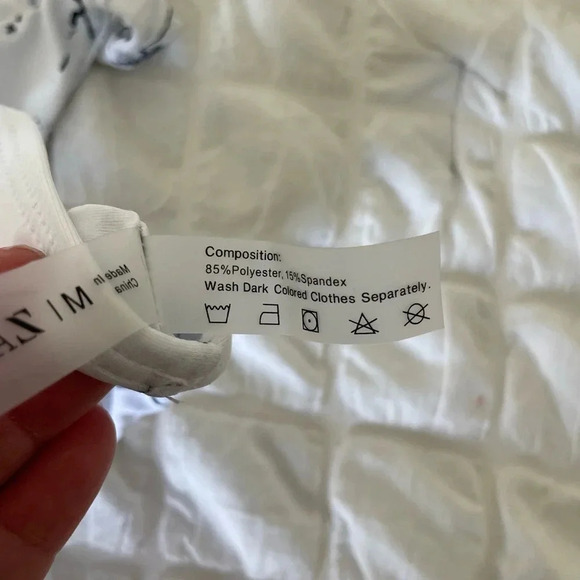 Composition:
85%Polyester, 15%Spandex
Wash Dark Colored Clothes Separately.
Made In
China
M